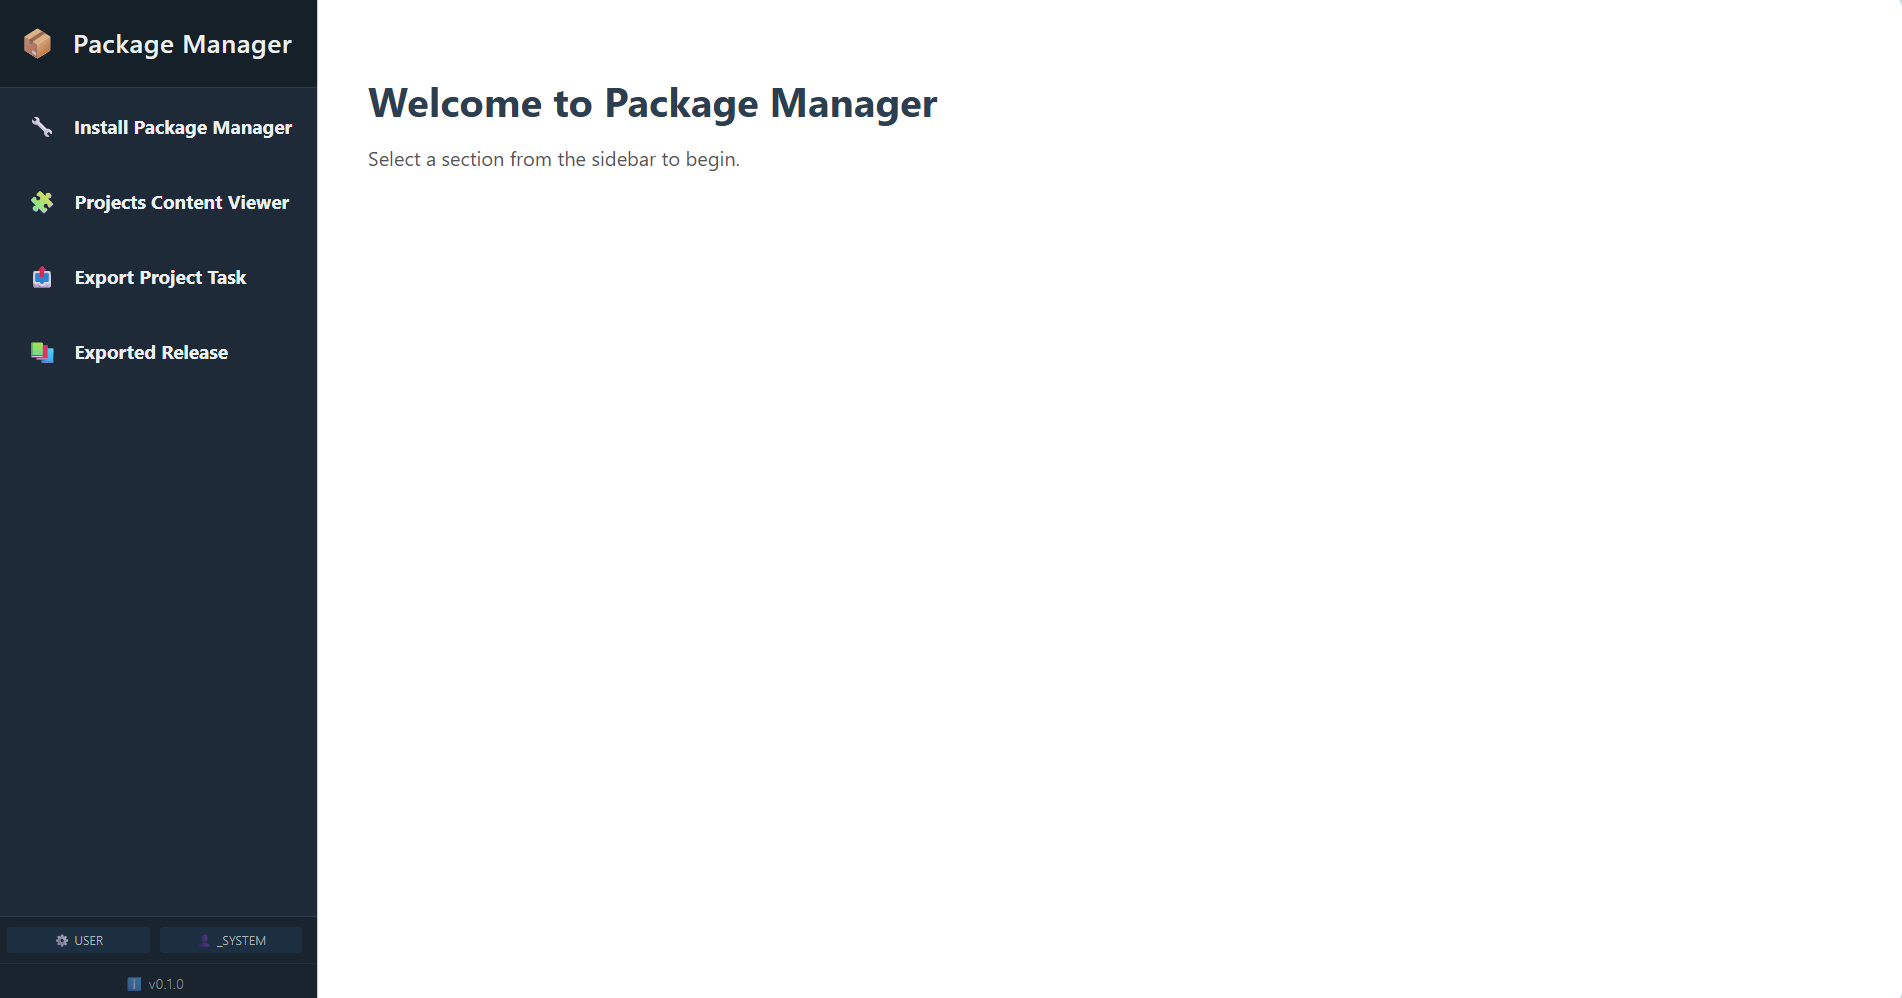 Package Manager
Install Package Manager
Projects Content Viewer
Export Project Task
Exported Release
USER
_SYSTEM
v0.1.0
Welcome to Package Manager
Select a section from the sidebar to begin.